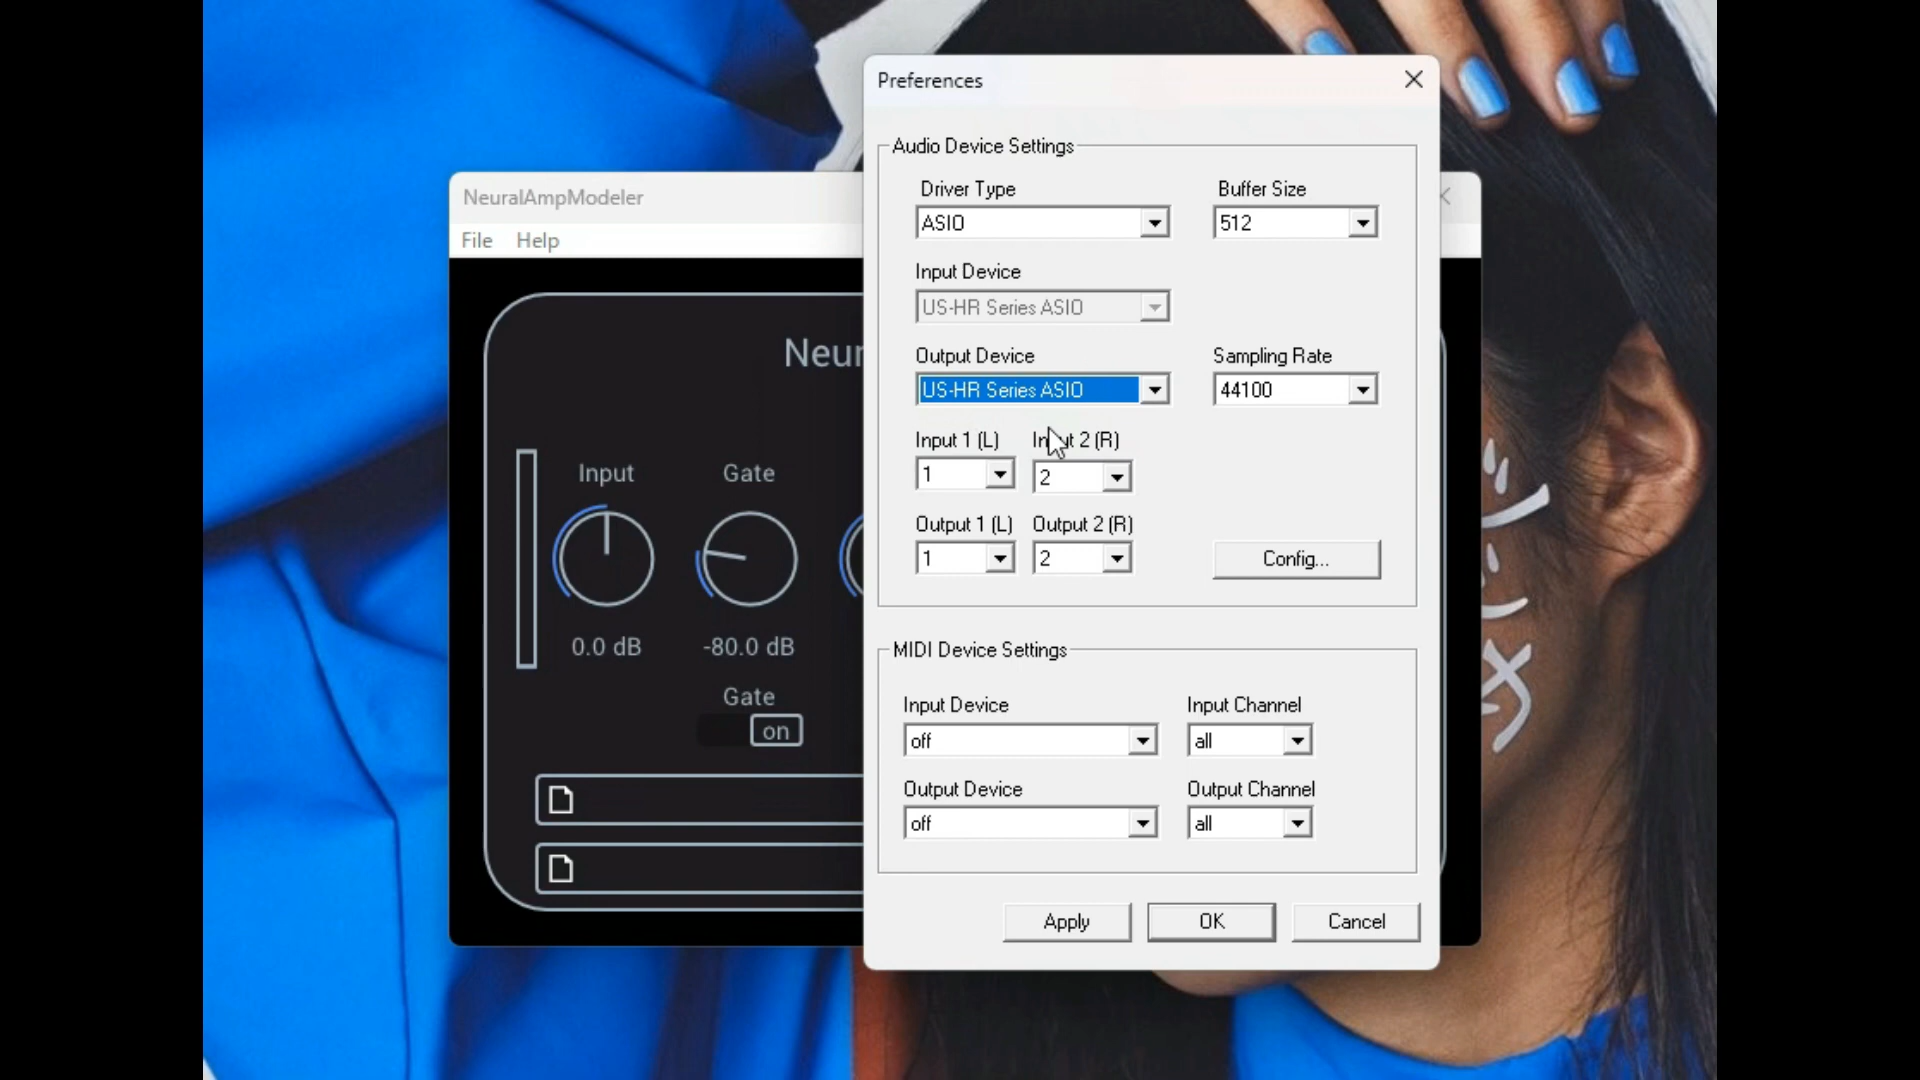 Preferences
Audio Device Settings
Driver Type
Buffer Size
ASIO
512
NeuralAmpModeler
File Help
Input Device
US-HR Series ASIO
Output Device
Sampling Rate
US-HR Series ASIO
44100
Neur
Input 1 (L)
Input 2 (R)
1
2
Input
Gate
Output 1 (L)
Output 2 (R)
1
2
Config...
0.0 dB
-80.0 dB
Gate
on
MIDI Device Settings
Input Device
Input Channel
off
all
Output Device
Output Channel
off
all
Apply
OK
Cancel